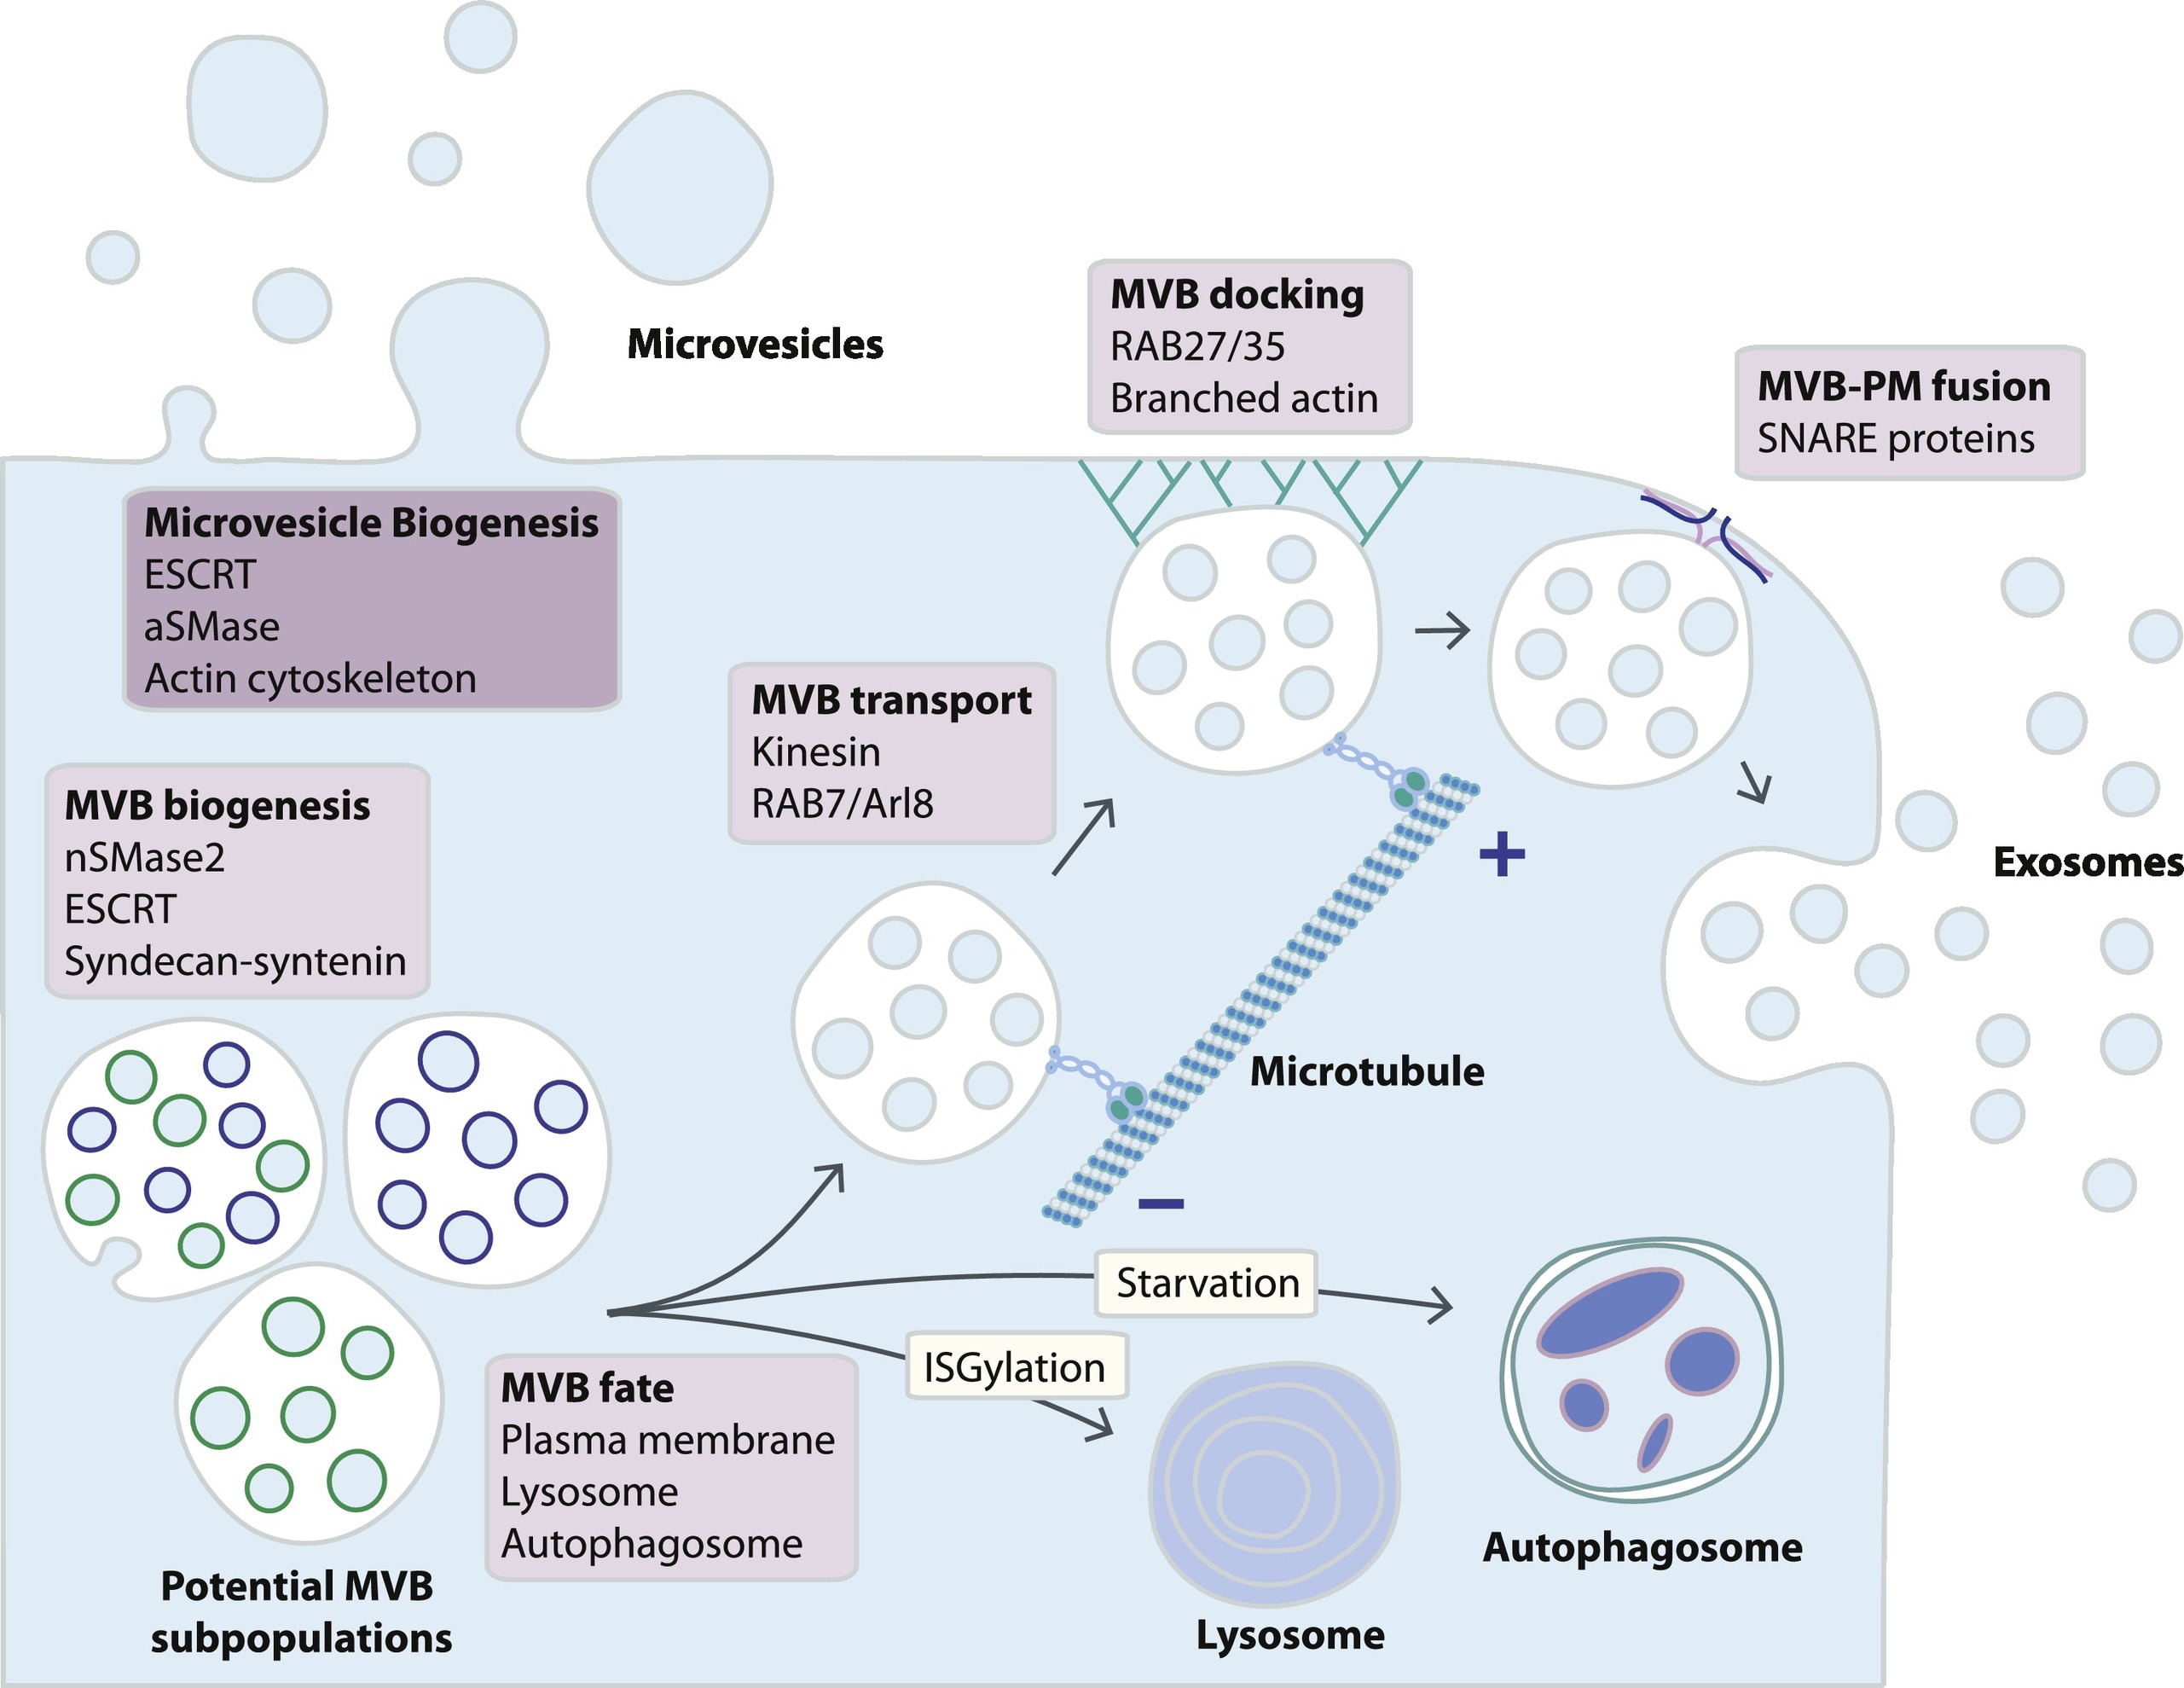 Microvesicles
MVB docking
RAB27/35
Branched actin
MVB-PM fusion
SNARE proteins
Microvesicle Biogenesis
ESCRT
aSMase
Actin cytoskeleton
MVB transport
Kinesin
RAB7/Arl8
MVB biogenesis
nSMase2
ESCRT
Syndecan-syntenin
+
Exosomes
Microtubule
−
Starvation
ISGylation
MVB fate
Plasma membrane
Lysosome
Autophagosome
Potential MVB
subpopulations
Autophagosome
Lysosome